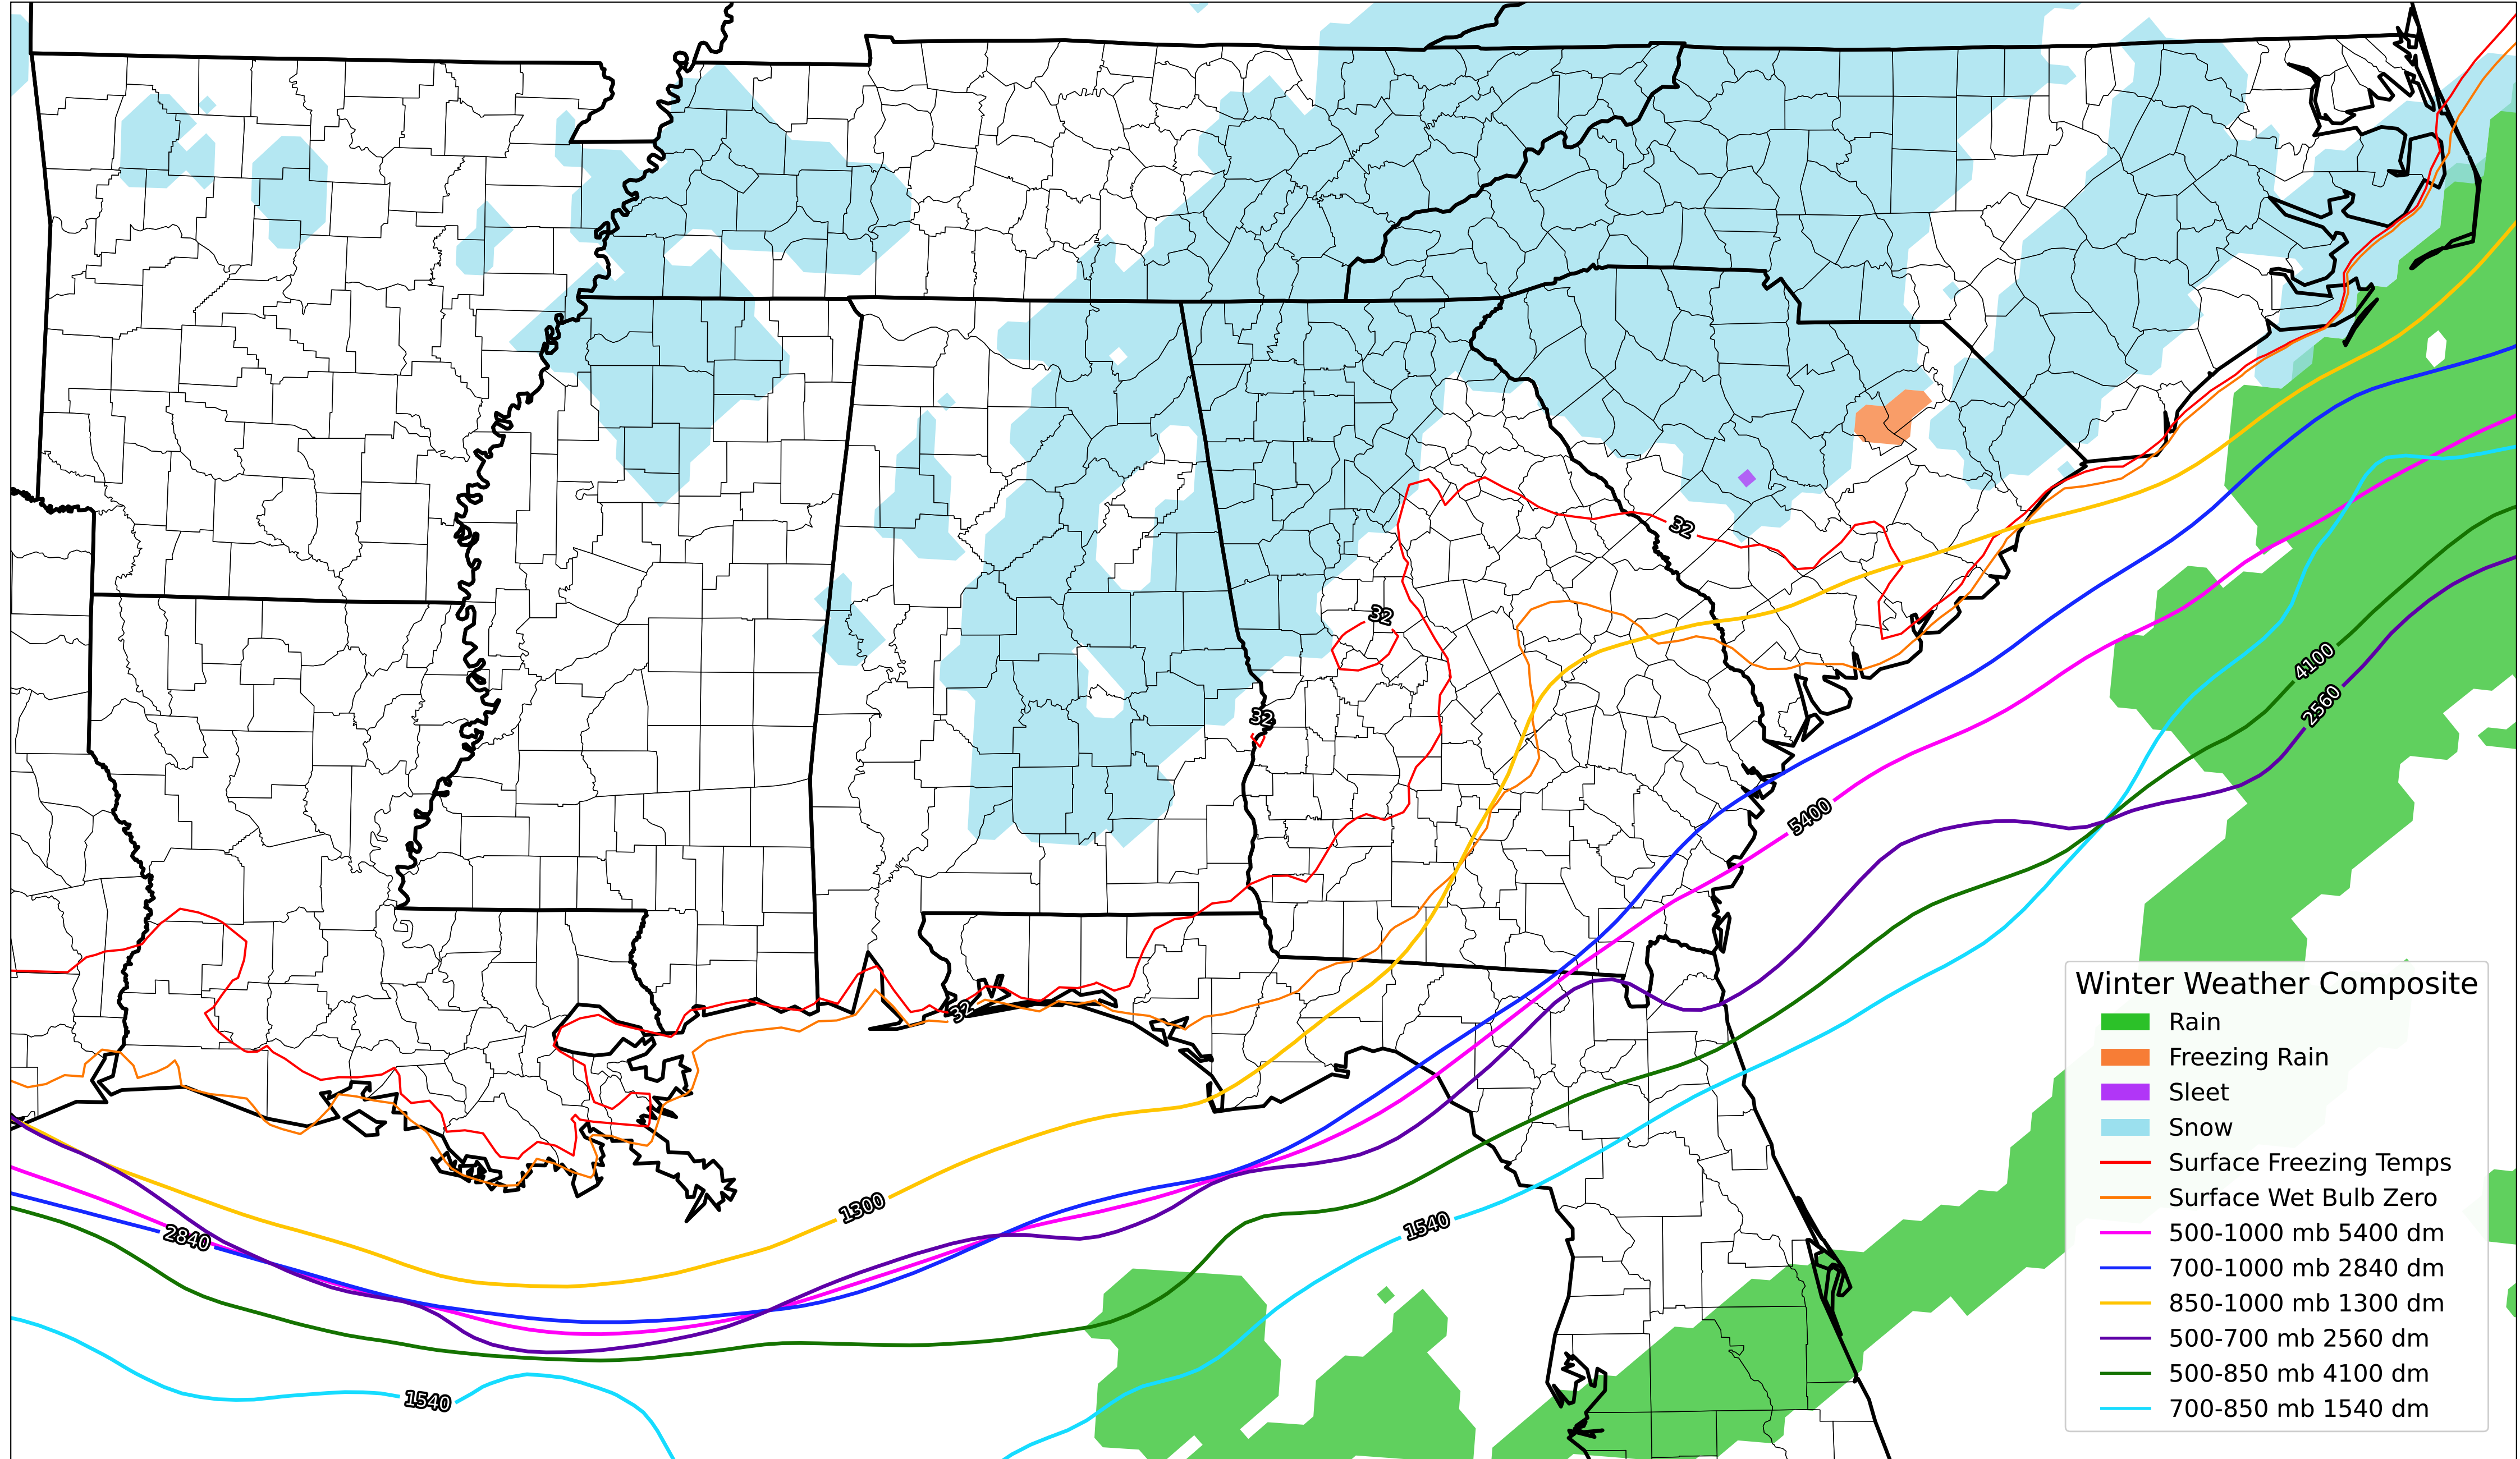 32
32
32
32
4100
2560
5400
1300
2840
1540
1540
Winter Weather Composite
Rain
Freezing Rain
Sleet
Snow
Surface Freezing Temps
Surface Wet Bulb Zero
500-1000 mb 5400 dm
700-1000 mb 2840 dm
850-1000 mb 1300 dm
500-700 mb 2560 dm
500-850 mb 4100 dm
700-850 mb 1540 dm